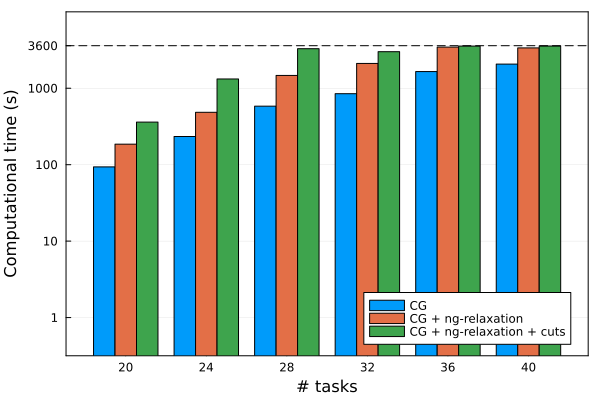 Computational time (s)
3600
1000
100
10
1
20 24 28 32 36 40
# tasks
CG
CG + ng-relaxation
CG + ng-relaxation + cuts